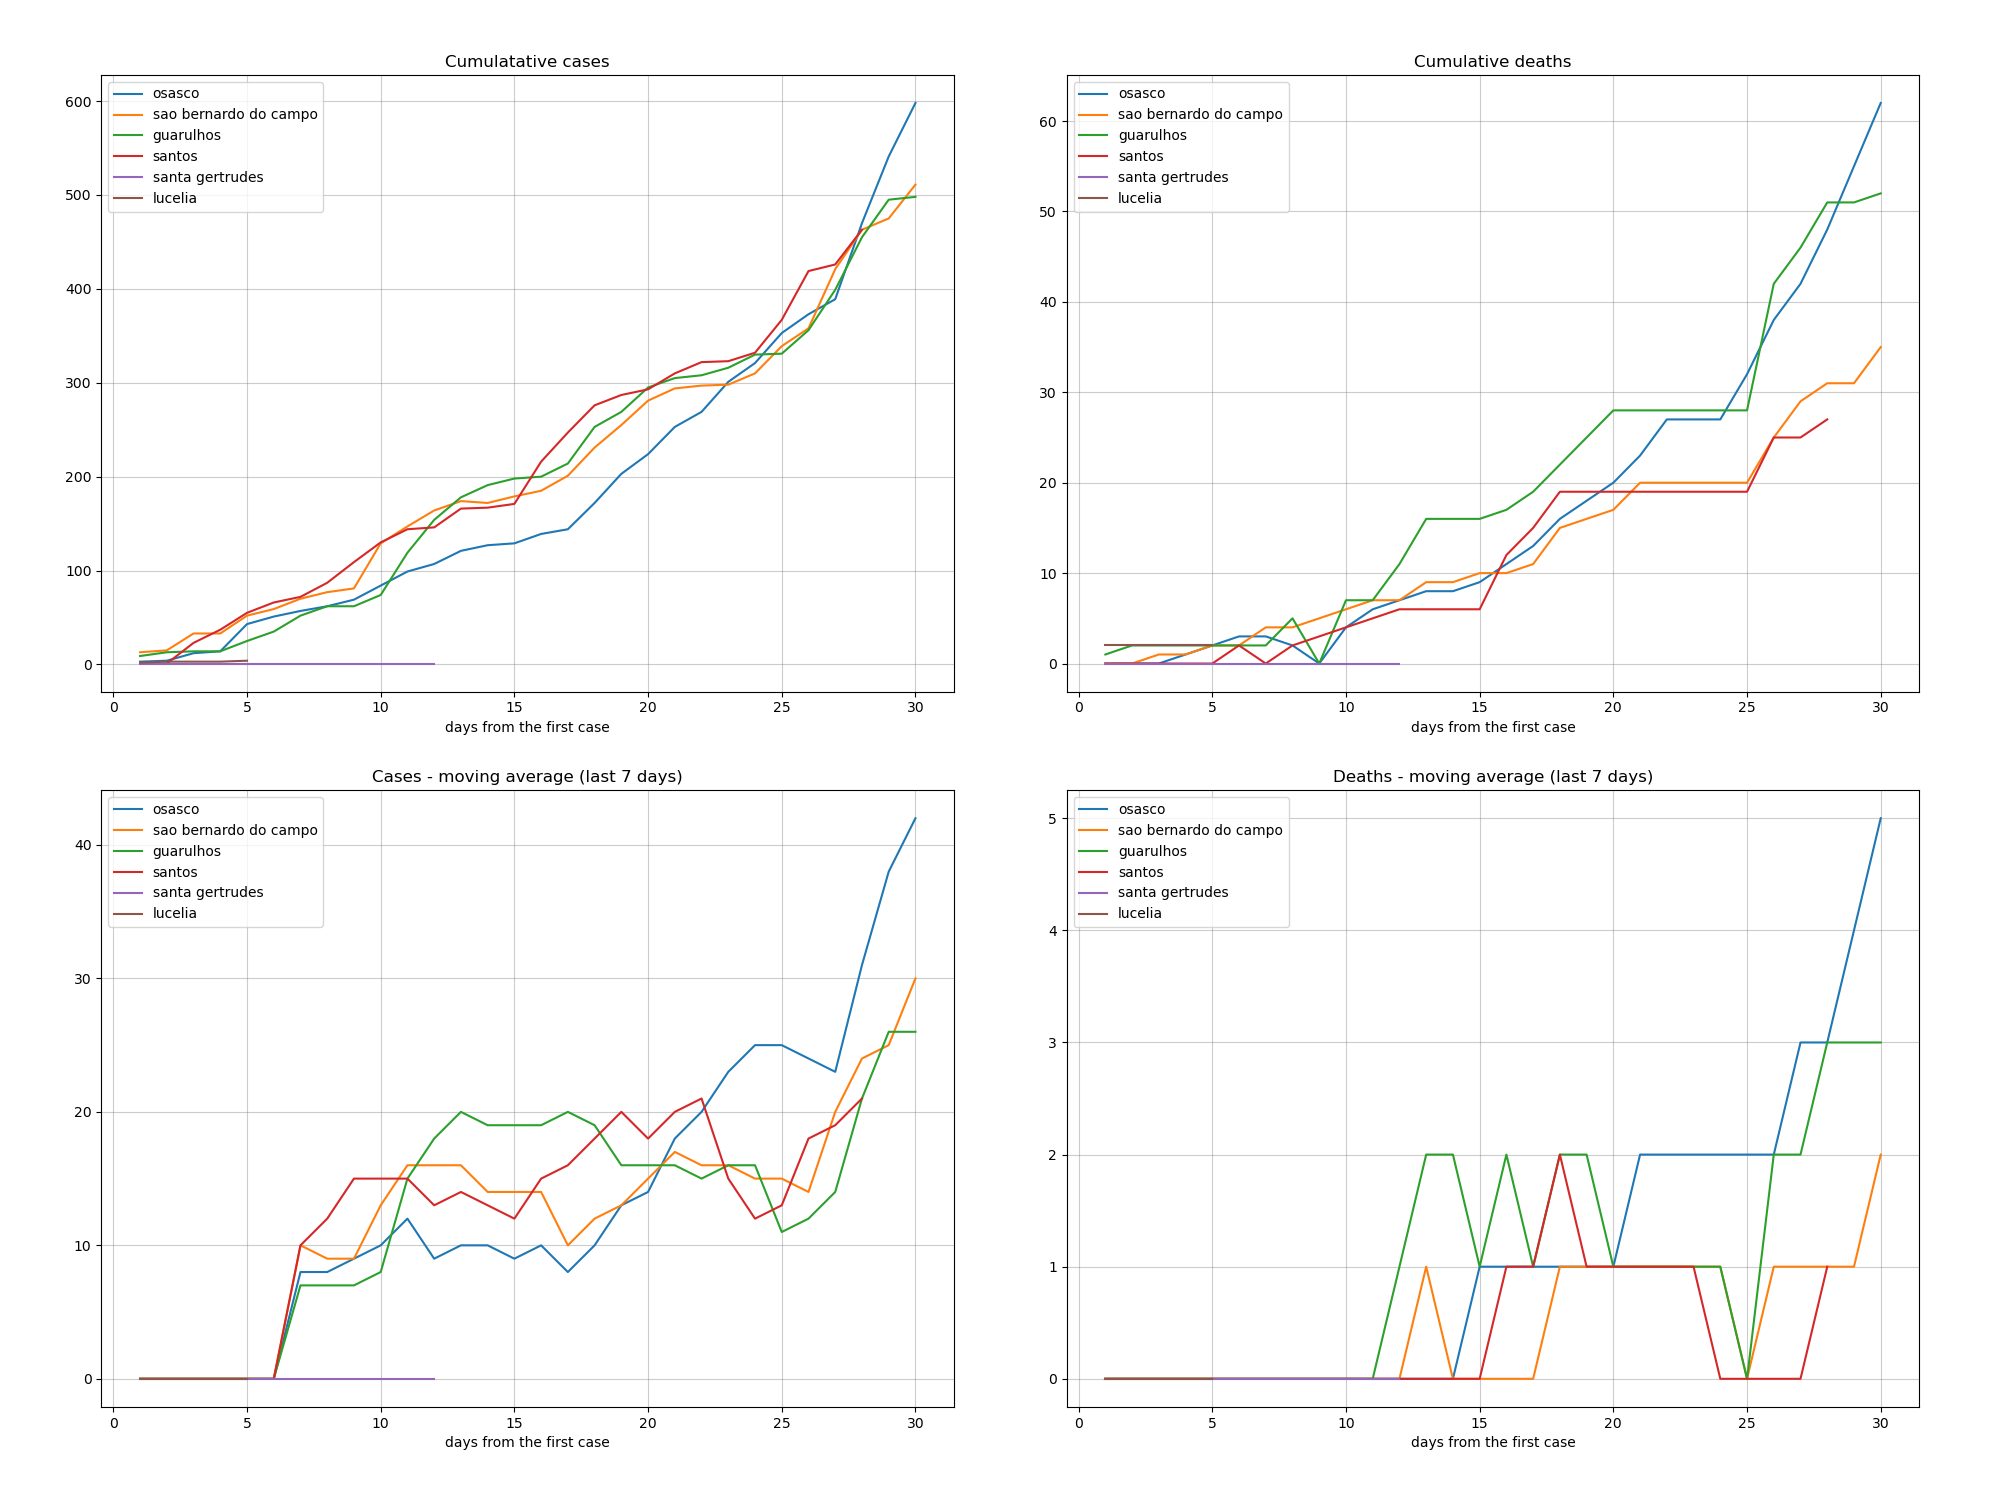 Cumulatative cases
osasco
sao bernardo do campo
guarulhos
santos
santa gertrudes
lucelia
600
500
400
300
200
100
0
0 5 10 15 20 25 30
days from the first case
Cumulative deaths
osasco
sao bernardo do campo
guarulhos
santos
santa gertrudes
lucelia
60
50
40
30
20
10
0
0 5 10 15 20 25 30
days from the first case
Cases - moving average (last 7 days)
osasco
sao bernardo do campo
guarulhos
santos
santa gertrudes
lucelia
40
30
20
10
0
0 5 10 15 20 25 30
days from the first case
Deaths - moving average (last 7 days)
osasco
sao bernardo do campo
guarulhos
santos
santa gertrudes
lucelia
5
4
3
2
1
0
0 5 10 15 20 25 30
days from the first case